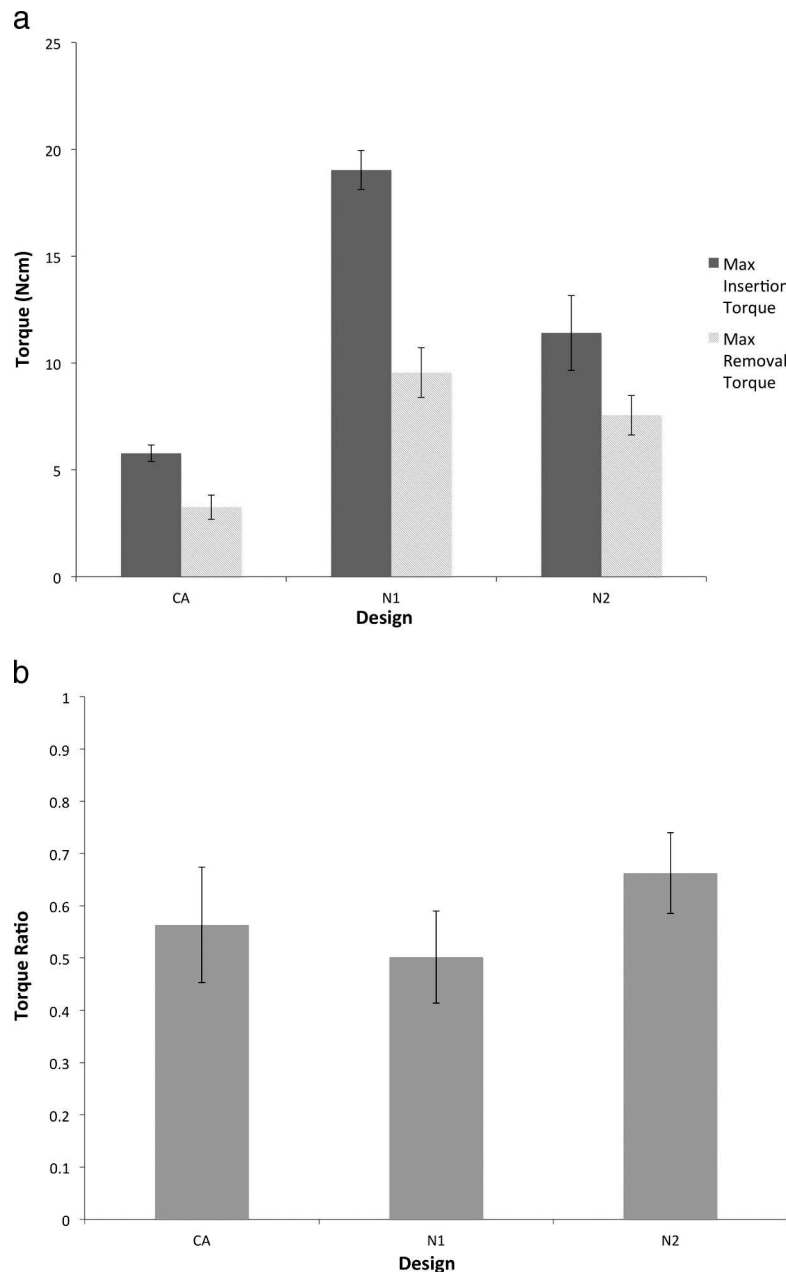 a
25
20
15
10
5
0
Torque (Ncm)
CA
N1
N2
Design
Max
Insertion
Torque
Max
Removal
Torque
b
1
0.9
0.8
0.7
0.6
0.5
0.4
0.3
0.2
0.1
0
Torque Ratio
CA
N1
N2
Design